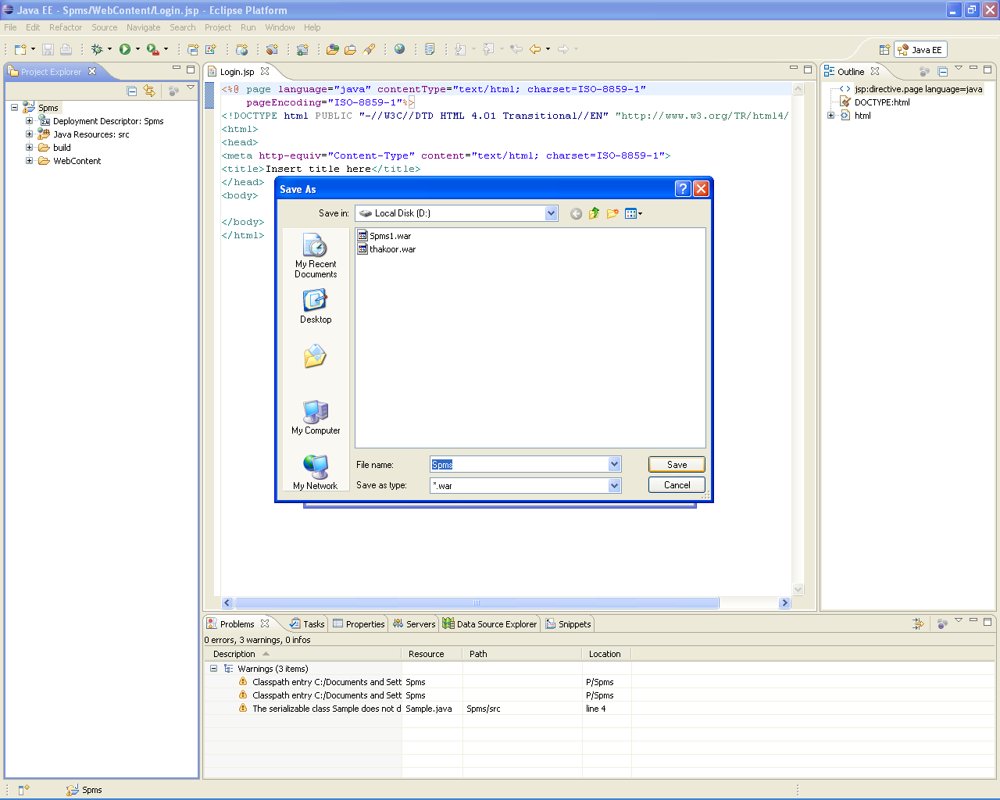 Java EE - Spms/WebContent/Login.jsp - Eclipse Platform
File Edit Refactor Source Navigate Search Project Run Window Help
Java EE
Project Explorer
Spms
Deployment Descriptor: Spms
Java Resources: src
build
WebContent
Login.jsp
<%@ page language="java" contentType="text/html; charset=ISO-8859-1"
pageEncoding="ISO-8859-1"%>
<!DOCTYPE html PUBLIC "-//W3C//DTD HTML 4.01 Transitional//EN" "http://www.w3.org/TR/html4/
<html>
<head>
<meta http-equiv="Content-Type" content="text/html; charset=ISO-8859-1">
<title>Insert title here</title>
</head>
<body>
</body>
</html>
Save As
Save in: Local Disk (D:)
My Recent
Documents
Desktop
My Computer
My Network
Spms1.war
thakoor.war
File name: Spms Save
Save as type: *.war Cancel
Outline
jsp:directive.page language=java
DOCTYPE:html
html
Problems Tasks Properties Servers Data Source Explorer Snippets
0 errors, 3 warnings, 0 infos
Description Resource Path Location
Warnings (3 items)
Classpath entry C:/Documents and Sett Spms P/Spms
Classpath entry C:/Documents and Sett Spms P/Spms
The serializable class Sample does not d Sample.java Spms/src line 4
Spms